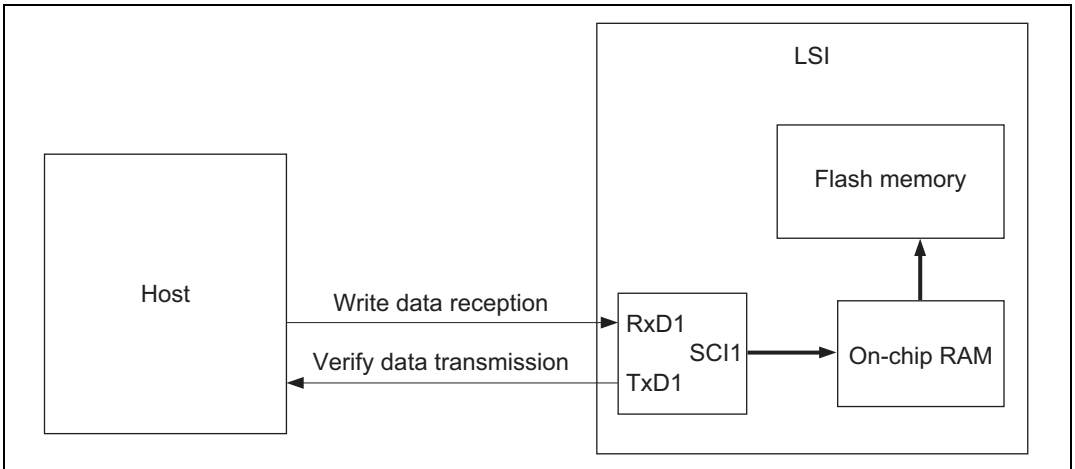 LSI
Flash memory
Host
Write data reception
RxD1
SCI1
On-chip RAM
Verify data transmission
TxD1